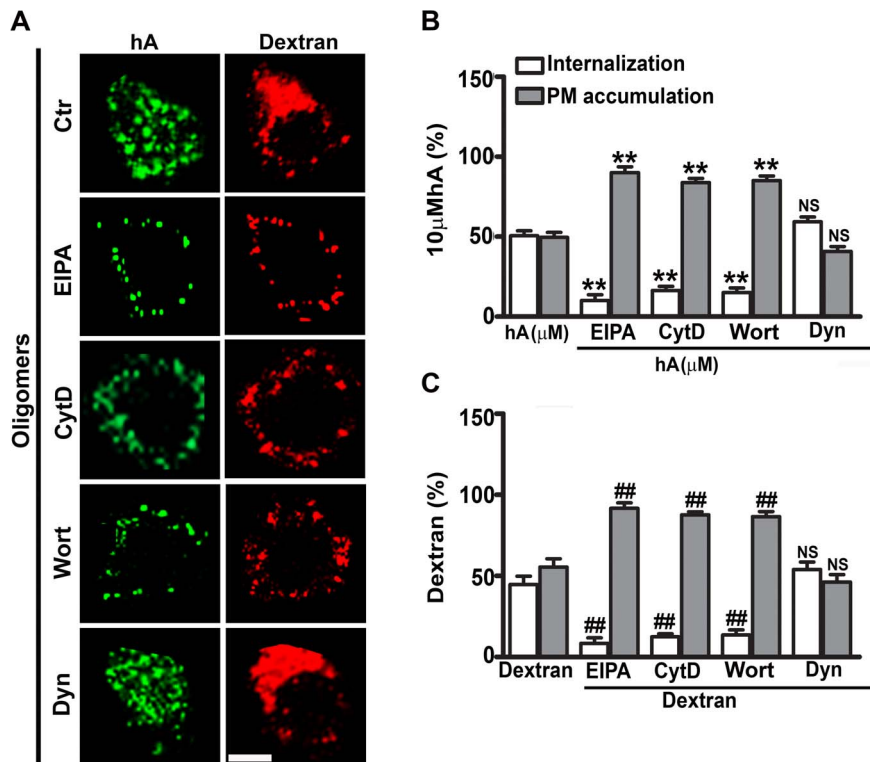 A
hA Dextran
Oligomers
Ctr
EIPA
CytD
Wort
Dyn
B
Internalization
PM accumulation
10μMhA (%)
150
100
50
0
** ** **
** ** **
NS NS
hA(μM) EIPA CytD Wort Dyn
hA(μM)
C
Dextran (%)
150
100
50
0
## ## ##
## ## ##
NS NS
Dextran EIPA CytD Wort Dyn
Dextran